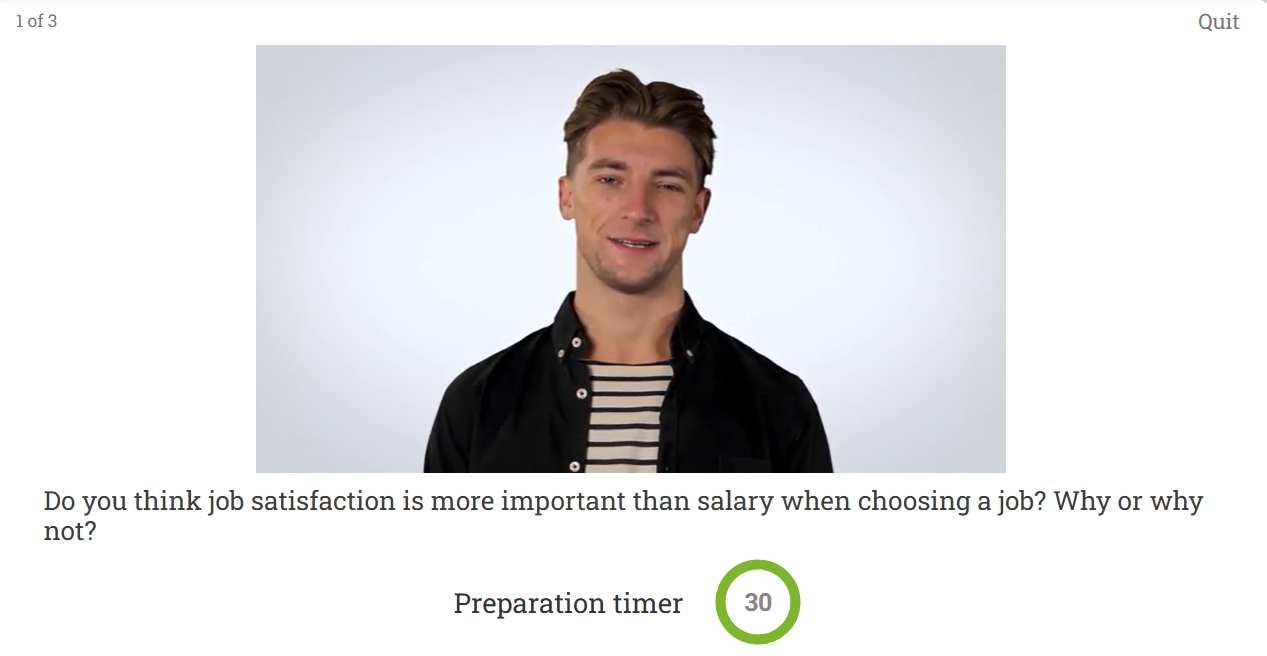 1 of 3
Quit
Do you think job satisfaction is more important than salary when choosing a job? Why or why
not?
Preparation timer
30